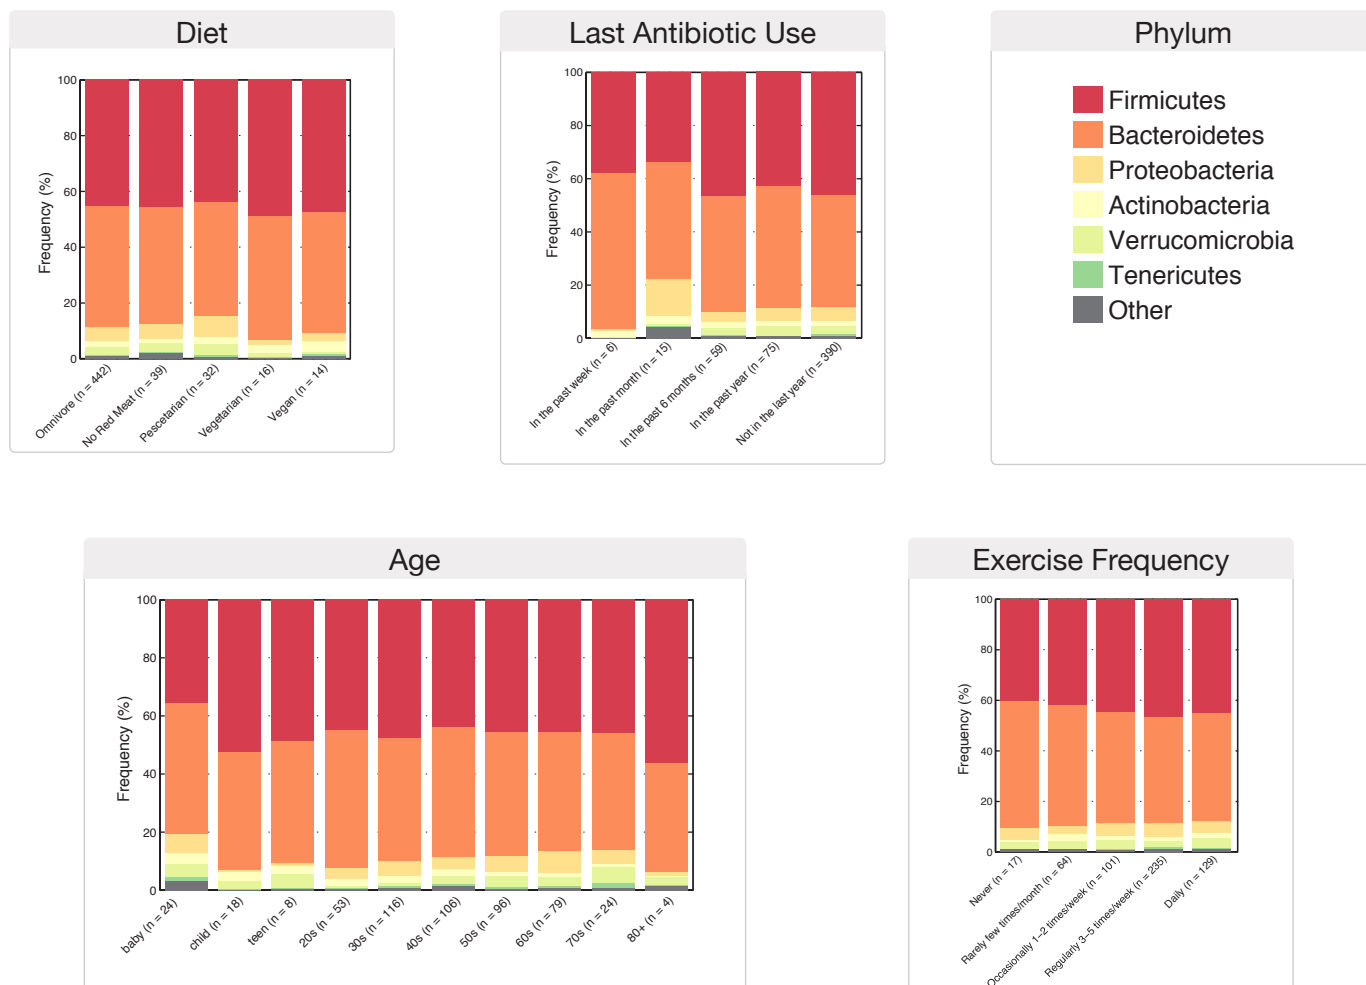 Diet
100
80
60
40
20
0
Frequency (%)
Omnivore (n = 442)
No Red Meat (n = 39)
Pescetarian (n = 32)
Vegetarian (n = 16)
Vegan (n = 14)
Last Antibiotic Use
100
80
60
40
20
0
Frequency (%)
In the past week (n = 6)
In the past month (n = 15)
In the past 6 months (n = 59)
In the past year (n = 75)
Not in the last year (n = 390)
Phylum
Firmicutes
Bacteroidetes
Proteobacteria
Actinobacteria
Verrucomicrobia
Tenericutes
Other
Age
100
80
60
40
20
0
Frequency (%)
baby (n = 24)
child (n = 18)
teen (n = 8)
20s (n = 53)
30s (n = 116)
40s (n = 106)
50s (n = 96)
60s (n = 79)
70s (n = 24)
80+ (n = 4)
Exercise Frequency
100
80
60
40
20
0
Frequency (%)
Never (n = 17)
Rarely few times/month (n = 64)
Occasionally 1–2 times/week (n = 101)
Regularly 3–5 times/week (n = 235)
Daily (n = 129)